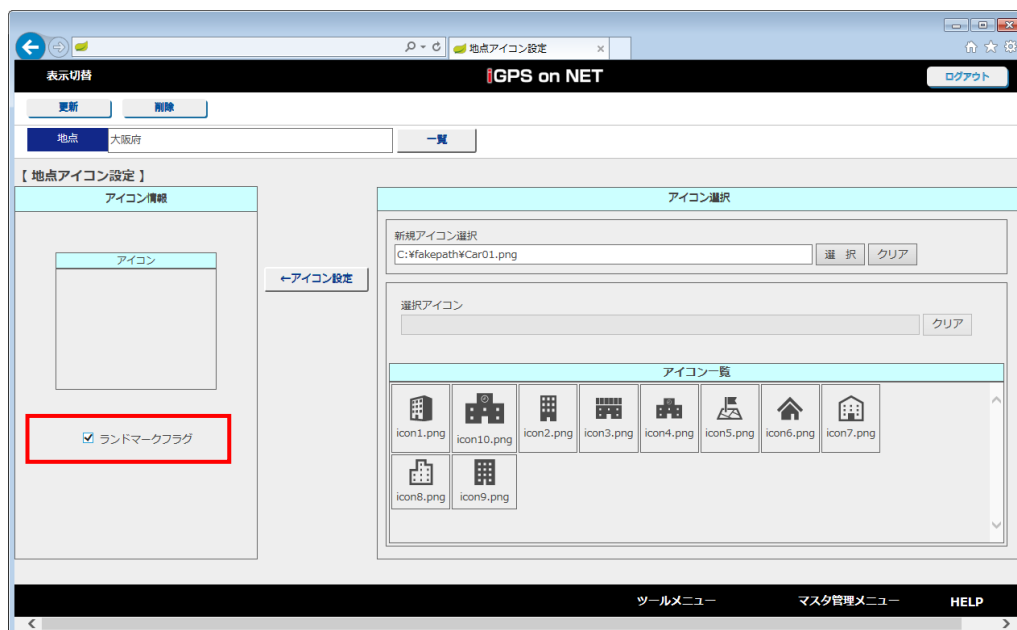 地点アイコン設定
表示切替
iGPS on NET
ログアウト
更新
削除
地点
大阪府
一覧
【 地点アイコン設定 】
アイコン情報
アイコン
ランドマークフラグ
←アイコン設定
アイコン選択
新規アイコン選択
C:¥fakepath¥Car01.png
選 択
クリア
選択アイコン
クリア
アイコン一覧
icon1.png
icon10.png
icon2.png
icon3.png
icon4.png
icon5.png
icon6.png
icon7.png
icon8.png
icon9.png
ツールメニュー
マスタ管理メニュー
HELP